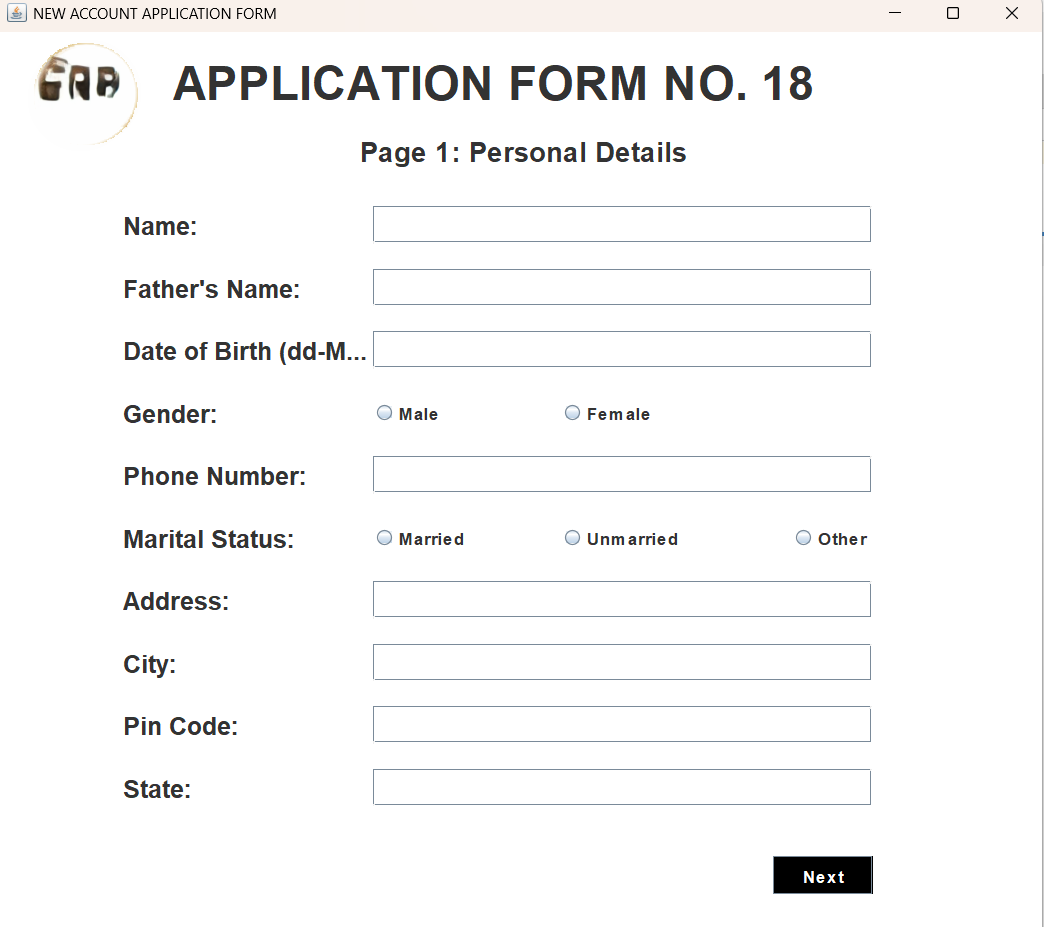 NEW ACCOUNT APPLICATION FORM
APPLICATION FORM NO. 18
Page 1: Personal Details
Name:
Father's Name:
Date of Birth (dd-M...
Gender: Male Female
Phone Number:
Marital Status: Married Unmarried Other
Address:
City:
Pin Code:
State:
Next